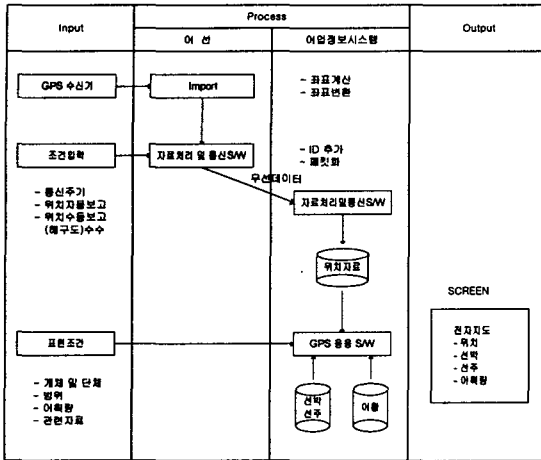 Input
Process
Output
어 선
어업정보시스템
GPS 수신기
Import
- 좌표계산
- 좌표변환
조건입력
자료처리 및 통신S/W
- ID 추가
- 패킷화
무선데이터
- 통신주기
- 위치자동보고
- 위치수동보고
(해구도)수수
자료처리및통신S/W
위치자료
SCREEN
표현조건
GPS 응용 S/W
전자지도
- 위치
- 선박
- 선주
- 어획량
- 개체 및 단체
- 범위
- 어획량
- 관련자료
선박
선주
어황